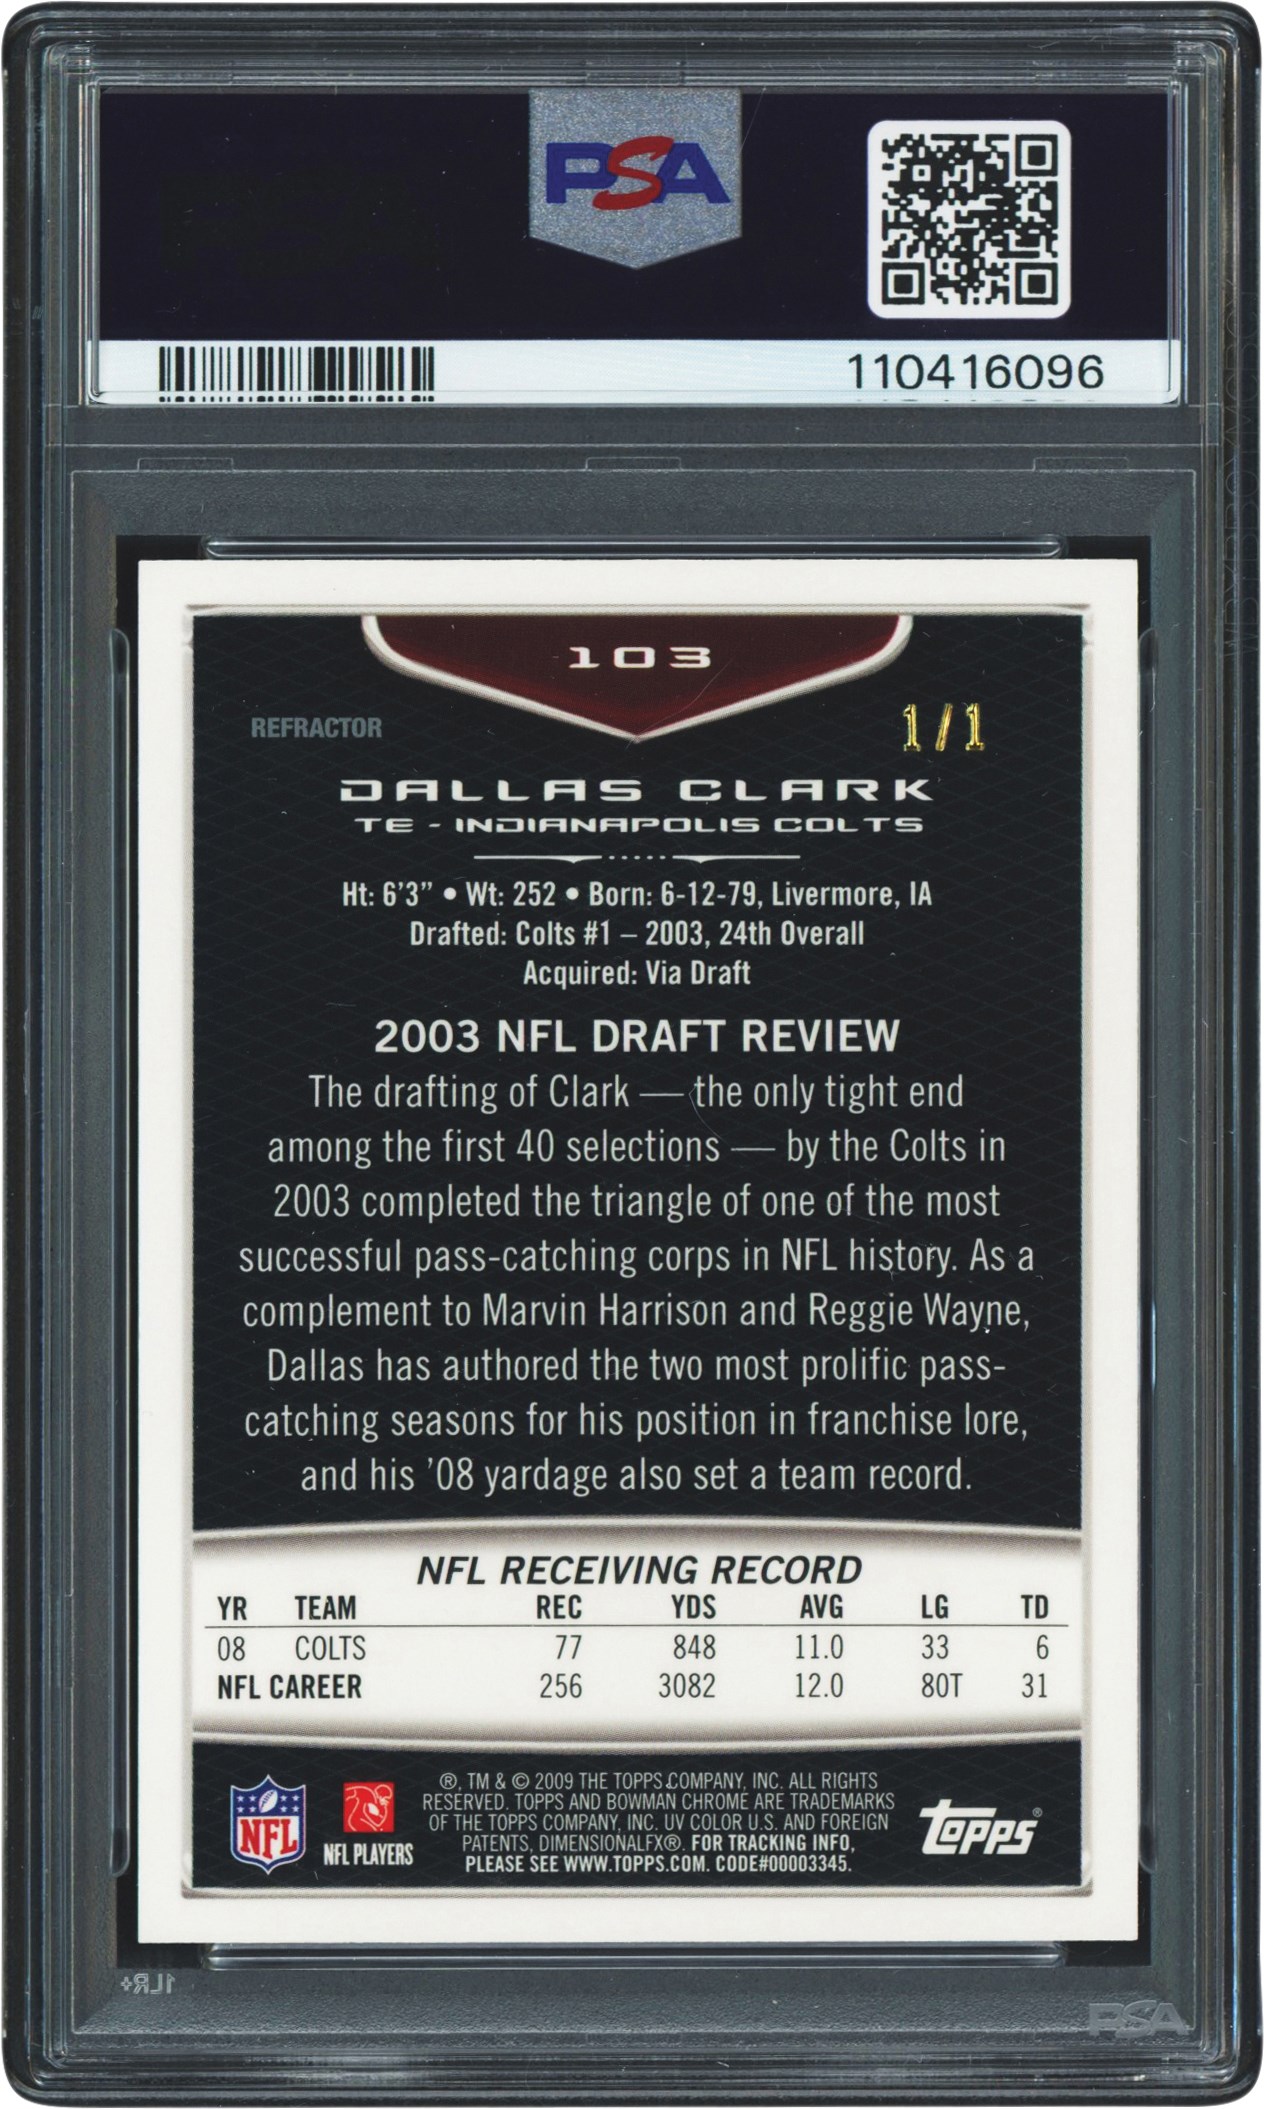 PSA
110416096
103
REFRACTOR
1/1
DALLAS CLARK
TE - INDIANAPOLIS COLTS
Ht: 6'3" • Wt: 252 • Born: 6-12-79, Livermore, IA
Drafted: Colts #1 – 2003, 24th Overall
Acquired: Via Draft
2003 NFL DRAFT REVIEW
The drafting of Clark — the only tight end
among the first 40 selections — by the Colts in
2003 completed the triangle of one of the most
successful pass-catching corps in NFL history. As a
complement to Marvin Harrison and Reggie Wayne,
Dallas has authored the two most prolific pass-
catching seasons for his position in franchise lore,
and his '08 yardage also set a team record.
NFL RECEIVING RECORD
YR TEAM REC YDS AVG LG TD
08 COLTS 77 848 11.0 33 6
NFL CAREER 256 3082 12.0 80T 31
NFL
NFL PLAYERS
®, TM & © 2009 THE TOPPS COMPANY, INC. ALL RIGHTS
RESERVED. TOPPS AND BOWMAN CHROME ARE TRADEMARKS
OF THE TOPPS COMPANY, INC. UV COLOR U.S. AND FOREIGN
PATENTS, DIMENSIONALFX®. FOR TRACKING INFO,
PLEASE SEE WWW.TOPPS.COM. CODE#00003345.
topps®
1LR+
PSA